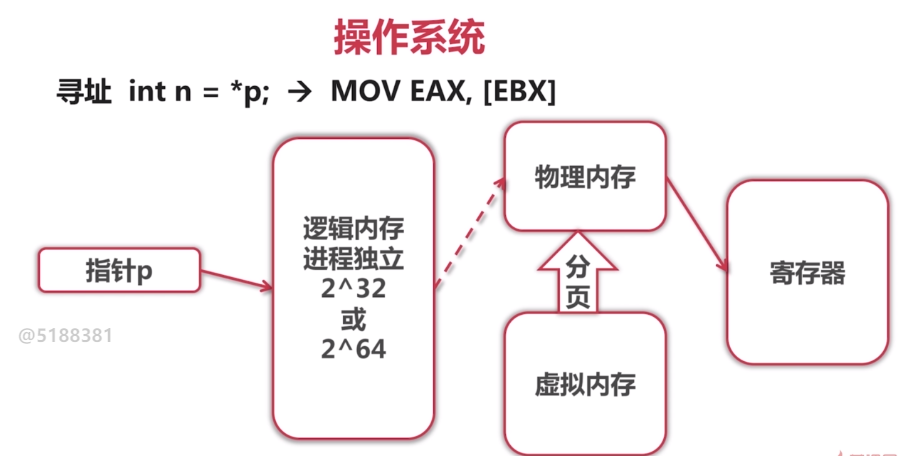 操作系统
寻址 int n = *p; → MOV EAX, [EBX]
指针p
逻辑内存
进程独立
2^32
或
2^64
物理内存
分
页
虚拟内存
寄存器
@5188381